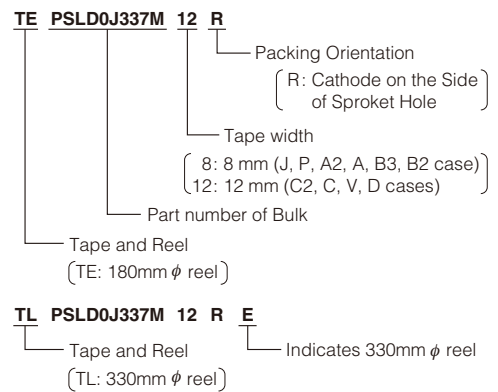 TE PSLD0J337M 12 R
Packing Orientation
R: Cathode on the Side
of Sproket Hole
Tape width
8: 8 mm (J, P, A2, A, B3, B2 case)
12: 12 mm (C2, C, V, D cases)
Part number of Bulk
Tape and Reel
(TE: 180mm ϕ reel)
TL PSLD0J337M 12 R E
Tape and Reel
Indicates 330mm ϕ reel
(TL: 330mm ϕ reel)